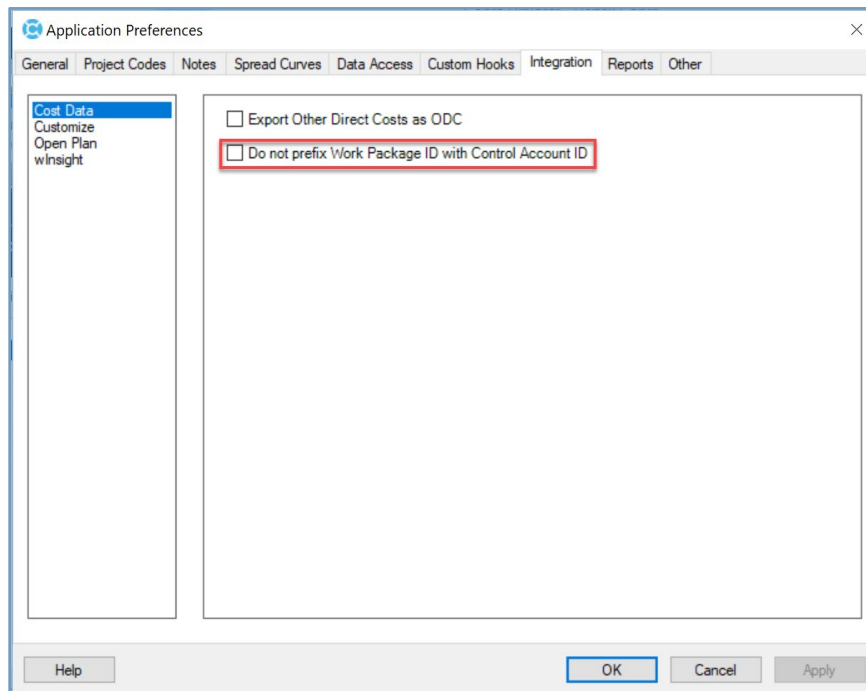 Application Preferences
General Project Codes Notes Spread Curves Data Access Custom Hooks Integration Reports Other
Cost Data
Customize
Open Plan
wInsight
Export Other Direct Costs as ODC
Do not prefix Work Package ID with Control Account ID
Help OK Cancel Apply